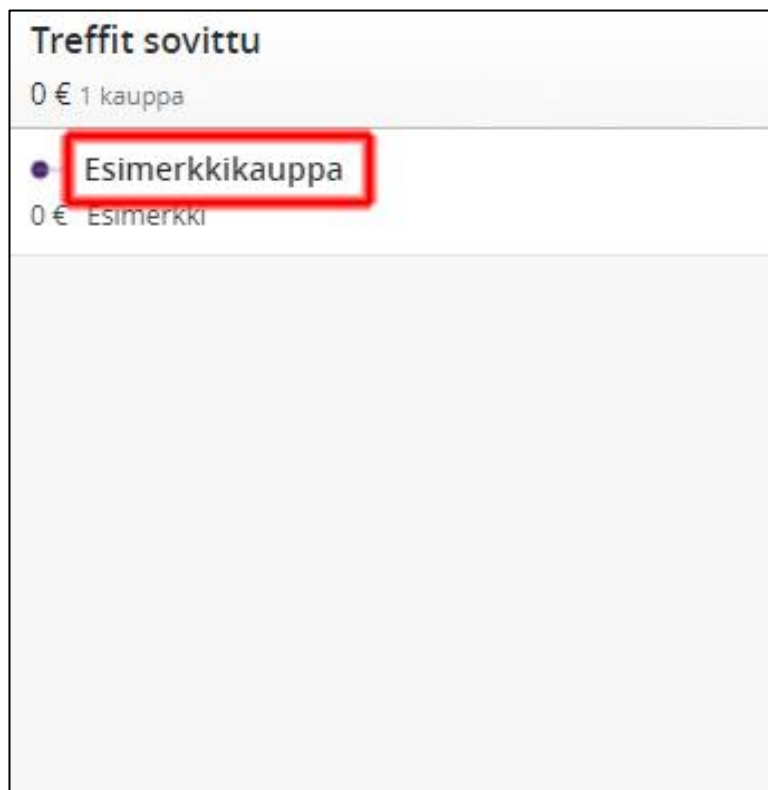 Treffit sovittu
0 € 1 kauppa
Esimerkkikauppa
0 € Esimerkki